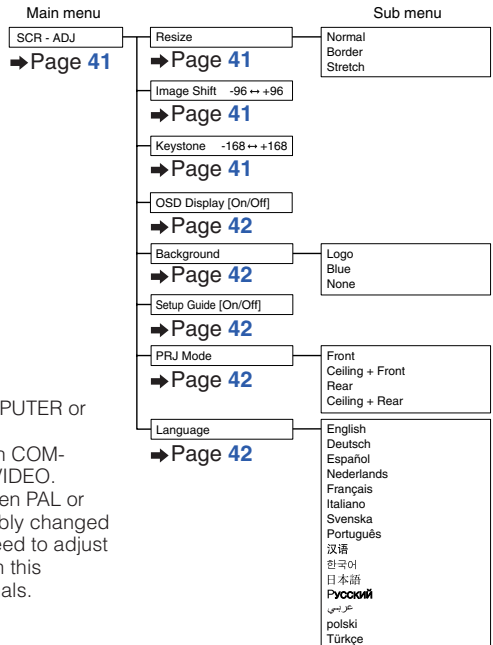 Main menu
Sub menu
SCR - ADJ
➡Page 41
Resize
➡Page 41
Normal
Border
Stretch
Image Shift -96 ↔ +96
➡Page 41
Keystone -168 ↔ +168
➡Page 41
OSD Display [On/Off]
➡Page 42
Background
➡Page 42
Logo
Blue
None
Setup Guide [On/Off]
➡Page 42
PRJ Mode
➡Page 42
Front
Ceiling + Front
Rear
Ceiling + Rear
Language
➡Page 42
English
Deutsch
Español
Nederlands
Français
Italiano
Svenska
Português
汉语
한국어
日本語
Русский
عربي
polski
Türkçe
PUTER or
n COM-
VIDEO.
en PAL or
bly changed
eed to adjust
n this
als.